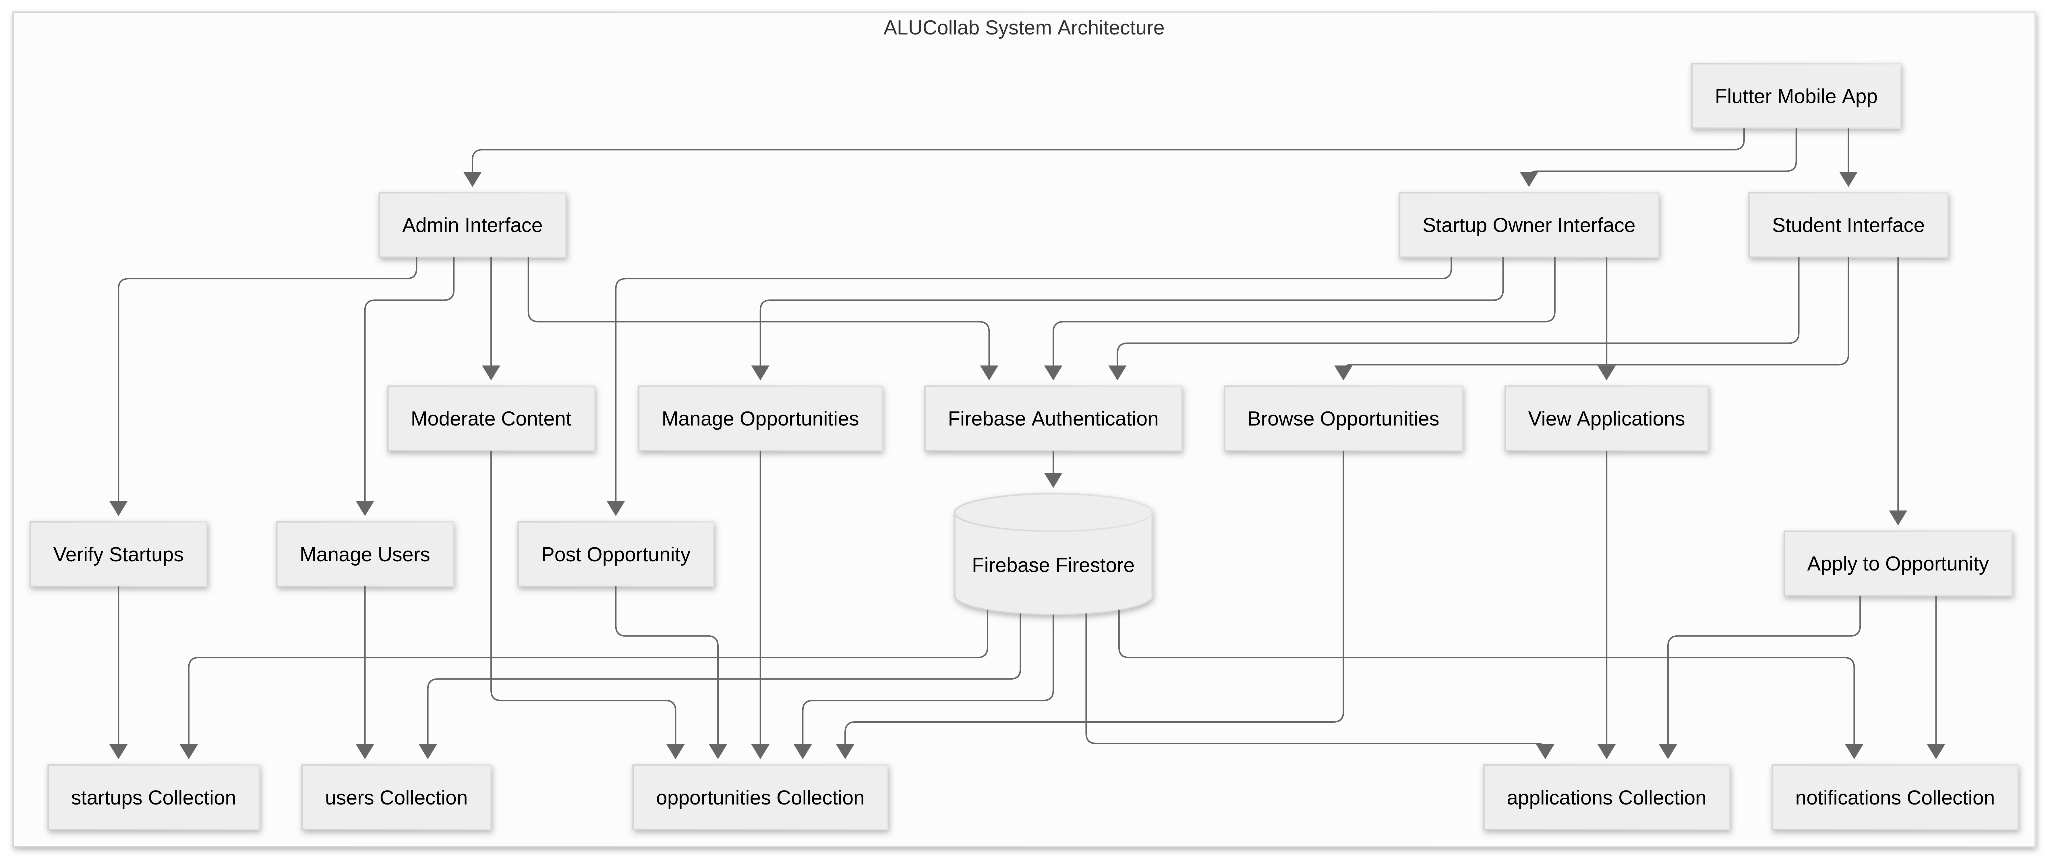 ALUCollab System Architecture
Flutter Mobile App
Admin Interface
Startup Owner Interface
Student Interface
Moderate Content
Manage Opportunities
Firebase Authentication
Browse Opportunities
View Applications
Verify Startups
Manage Users
Post Opportunity
Firebase Firestore
Apply to Opportunity
startups Collection
users Collection
opportunities Collection
applications Collection
notifications Collection